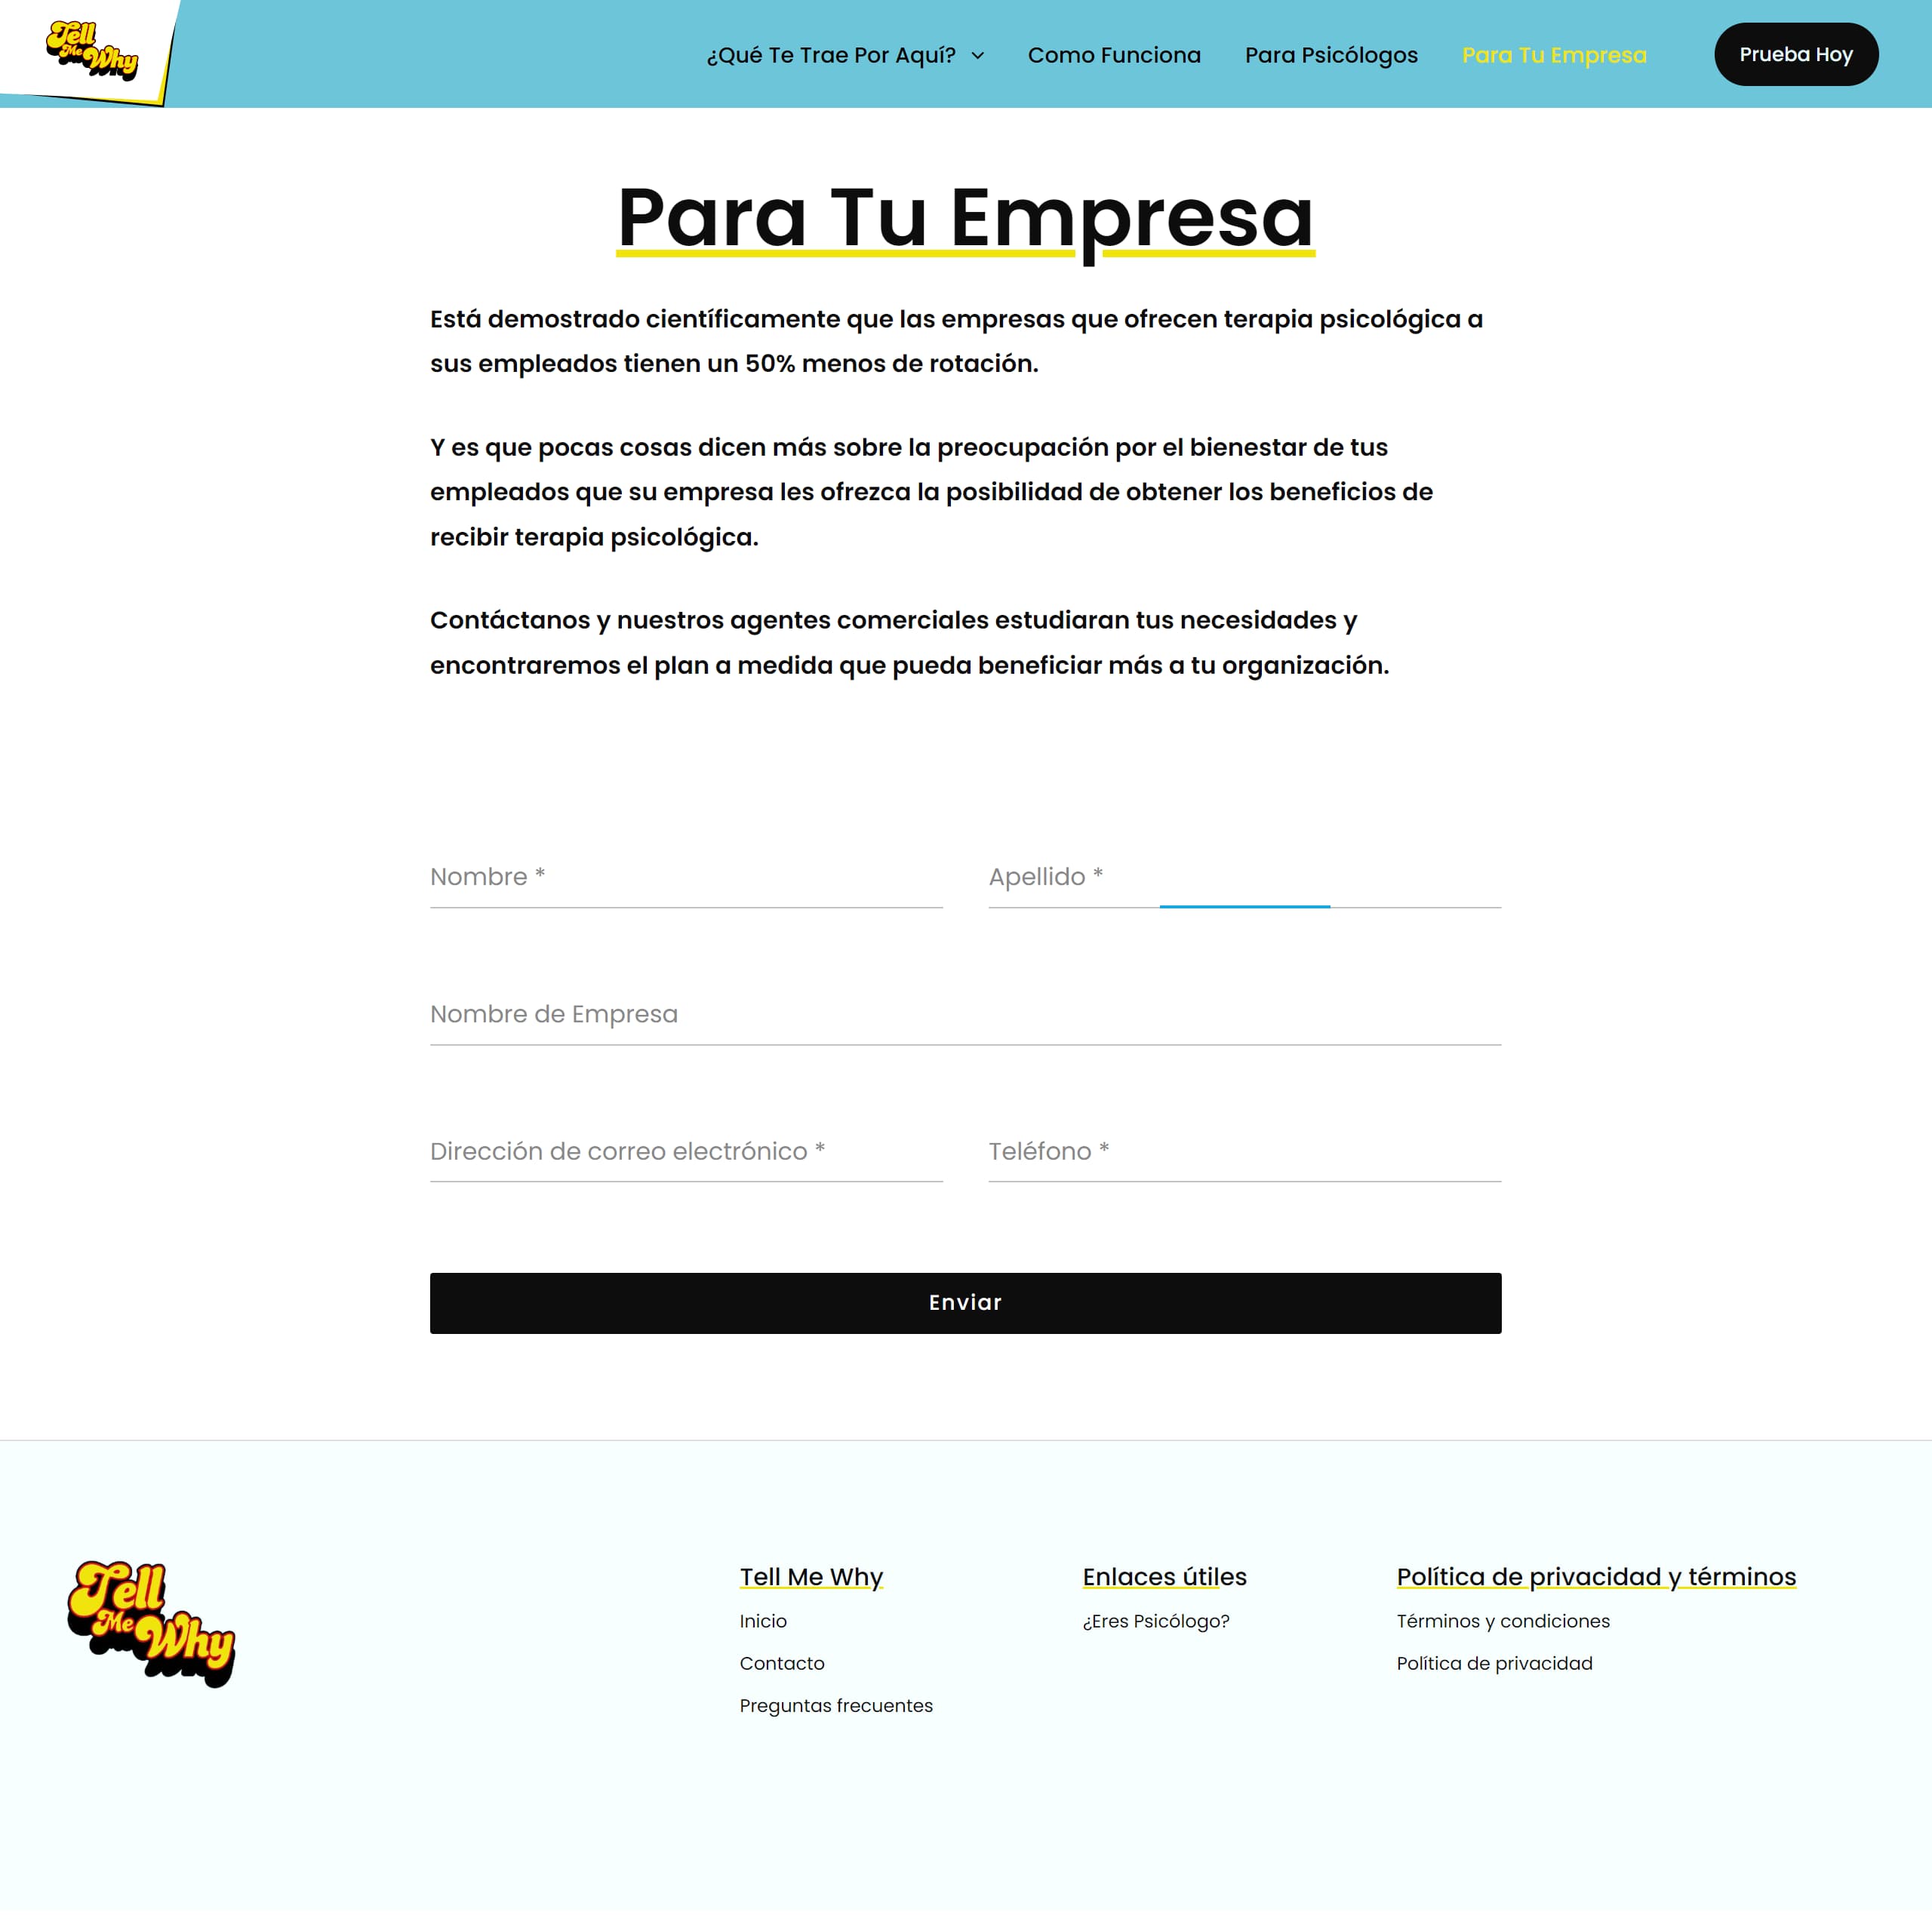 Tell
Me Why
¿Qué Te Trae Por Aquí? Como Funciona Para Psicólogos Para Tu Empresa Prueba Hoy
Para Tu Empresa
Está demostrado científicamente que las empresas que ofrecen terapia psicológica a
sus empleados tienen un 50% menos de rotación.
Y es que pocas cosas dicen más sobre la preocupación por el bienestar de tus
empleados que su empresa les ofrezca la posibilidad de obtener los beneficios de
recibir terapia psicológica.
Contáctanos y nuestros agentes comerciales estudiaran tus necesidades y
encontraremos el plan a medida que pueda beneficiar más a tu organización.
Nombre * Apellido *
Nombre de Empresa
Dirección de correo electrónico * Teléfono *
Enviar
Tell
Me Why
Tell Me Why
Inicio
Contacto
Preguntas frecuentes
Enlaces útiles
¿Eres Psicólogo?
Política de privacidad y términos
Términos y condiciones
Política de privacidad